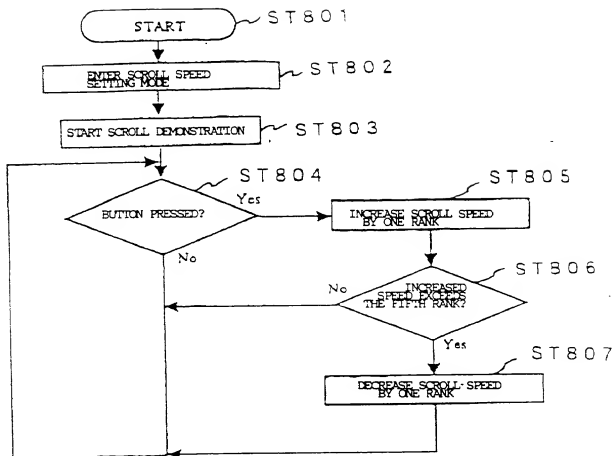 START
ST801
ENTER SCROLL SPEED
SETTING MODE
ST802
START SCROLL DEMONSTRATION
ST803
ST804
BUTTON PRESSED?
Yes
No
ST805
INCREASE SCROLL SPEED
BY ONE RANK
ST806
INCREASED
SPEED EXCEEDS
THE FIFTH RANK?
No
Yes
ST807
DECREASE SCROLL SPEED
BY ONE RANK